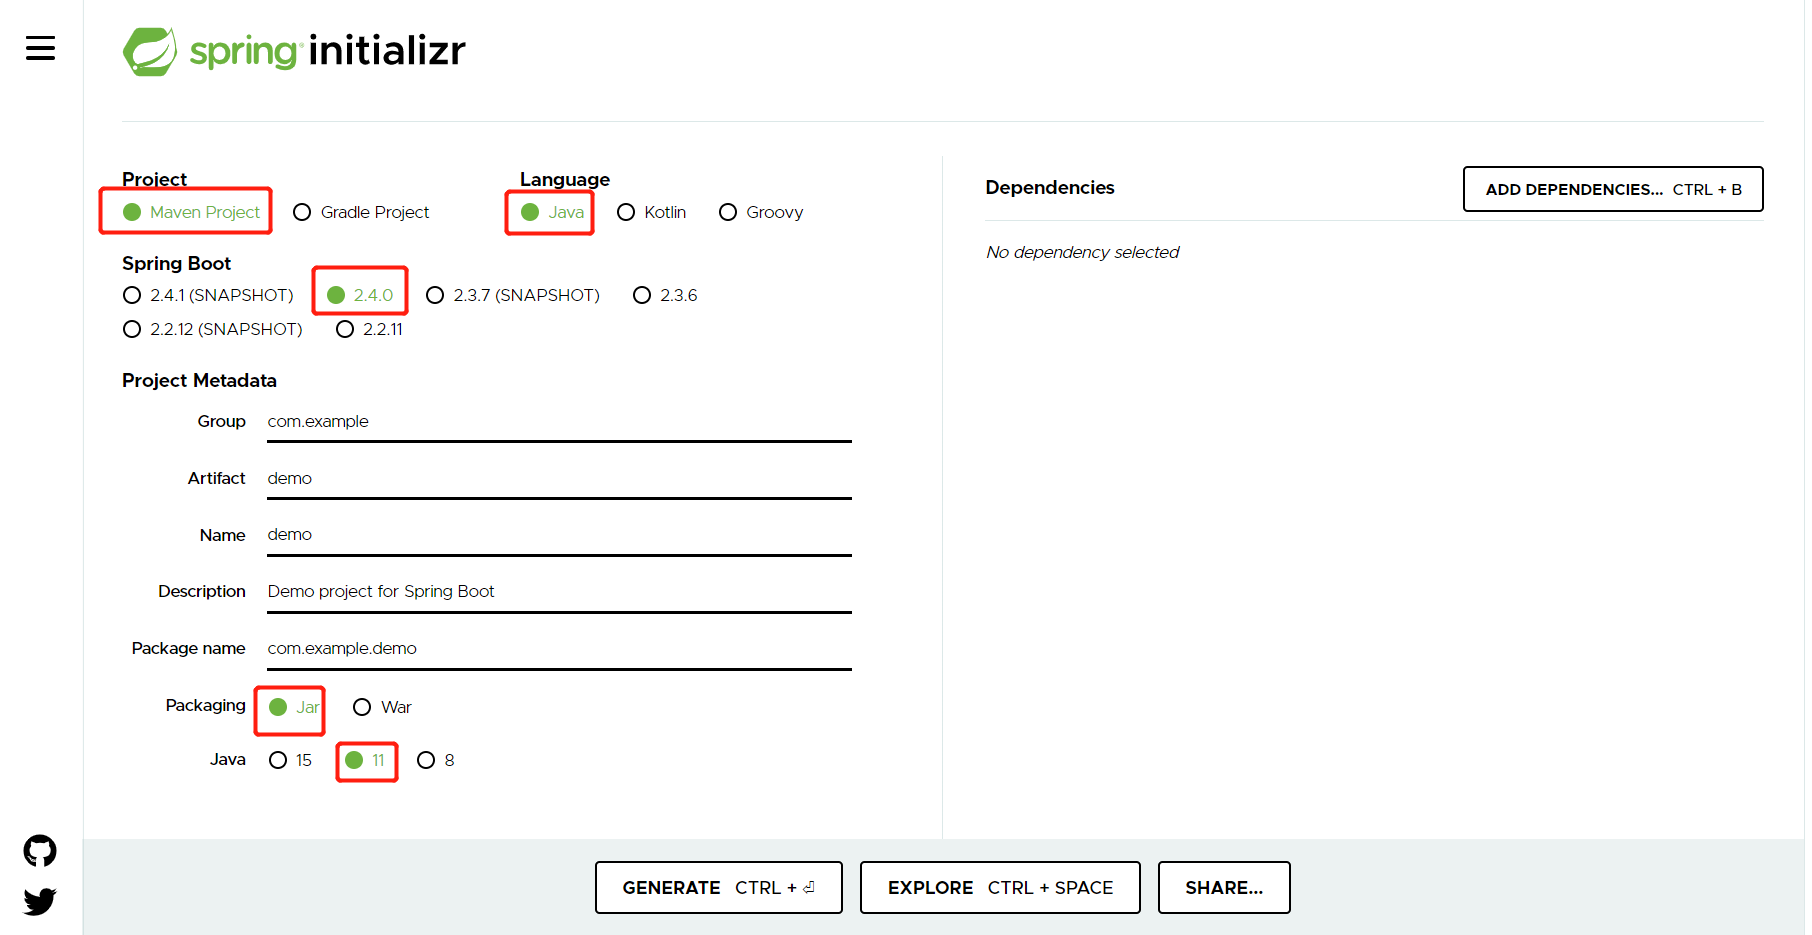 spring initializr
Project
Maven Project Gradle Project
Language
Java Kotlin Groovy
Spring Boot
2.4.1 (SNAPSHOT) 2.4.0 2.3.7 (SNAPSHOT) 2.3.6
2.2.12 (SNAPSHOT) 2.2.11
Project Metadata
Group com.example
Artifact demo
Name demo
Description Demo project for Spring Boot
Package name com.example.demo
Packaging Jar War
Java 15 11 8
Dependencies
ADD DEPENDENCIES... CTRL + B
No dependency selected
GENERATE CTRL + ⏎
EXPLORE CTRL + SPACE
SHARE...